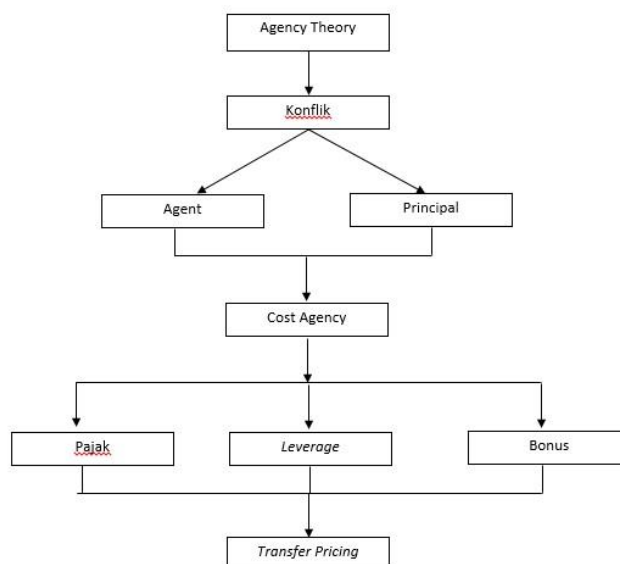 Agency Theory
Konflik
Agent
Principal
Cost Agency
Pajak
Leverage
Bonus
Transfer Pricing